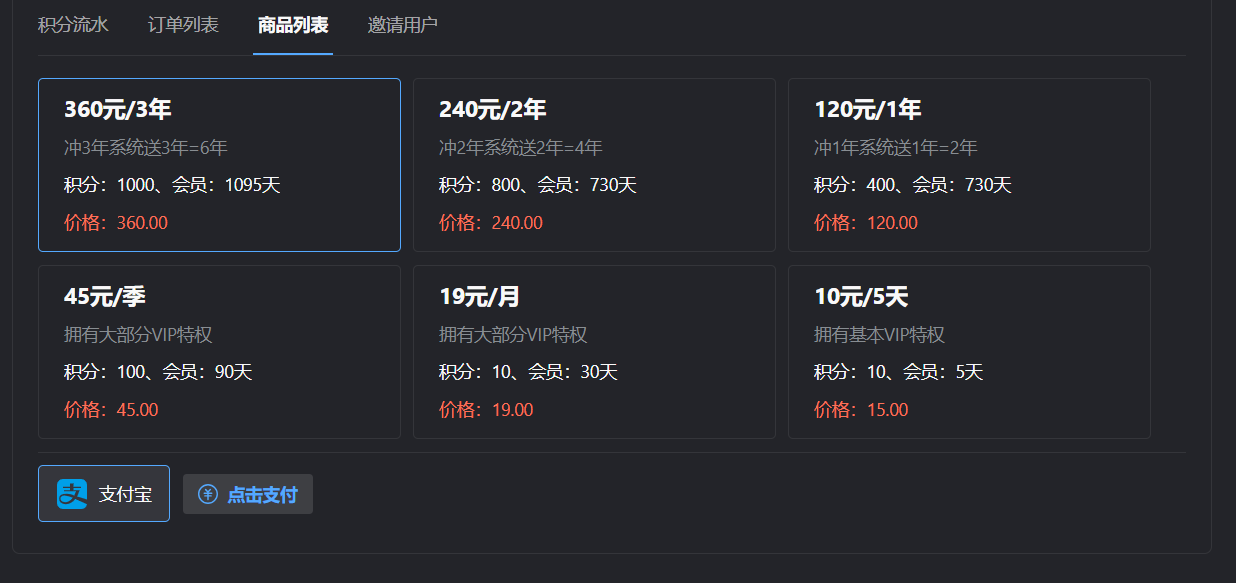 积分流水
订单列表
商品列表
邀请用户
360元/3年
冲3年系统送3年=6年
积分：1000、会员：1095天
价格：360.00
240元/2年
冲2年系统送2年=4年
积分：800、会员：730天
价格：240.00
120元/1年
冲1年系统送1年=2年
积分：400、会员：730天
价格：120.00
45元/季
拥有大部分VIP特权
积分：100、会员：90天
价格：45.00
19元/月
拥有大部分VIP特权
积分：10、会员：30天
价格：19.00
10元/5天
拥有基本VIP特权
积分：10、会员：5天
价格：15.00
支付宝
点击支付